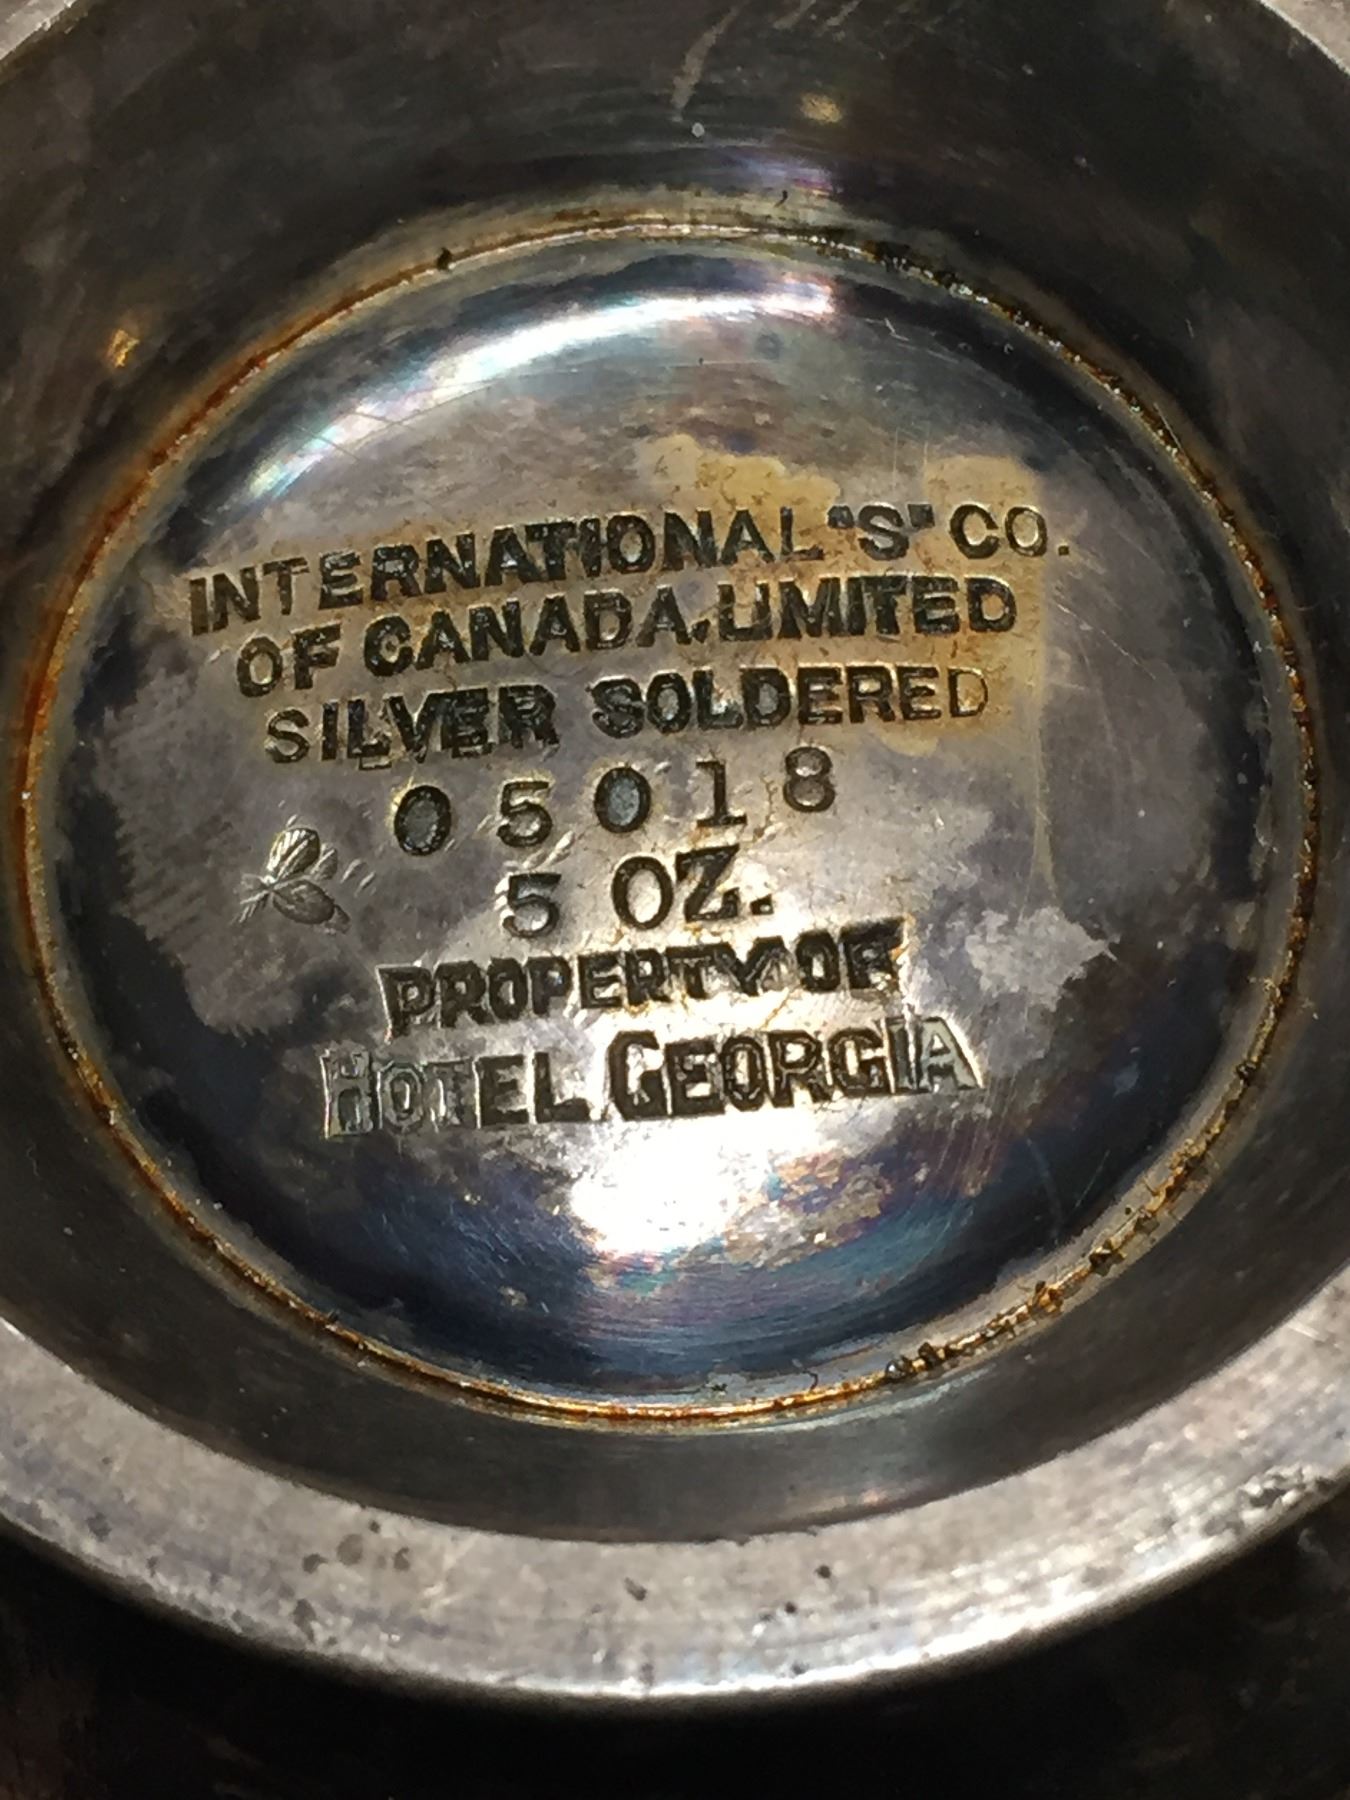 INTERNATIONAL "S" CO.
OF CANADA, LIMITED
SILVER SOLDERED
05018
5 OZ.
PROPERTY OF
HOTEL GEORGIA